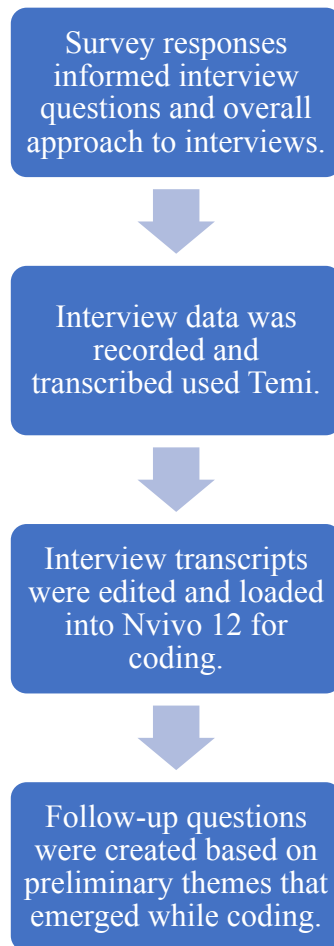 Survey responses
informed interview
questions and overall
approach to interviews.
Interview data was
recorded and
transcribed used Temi.
Interview transcripts
were edited and loaded
into Nvivo 12 for
coding.
Follow-up questions
were created based on
preliminary themes that
emerged while coding.